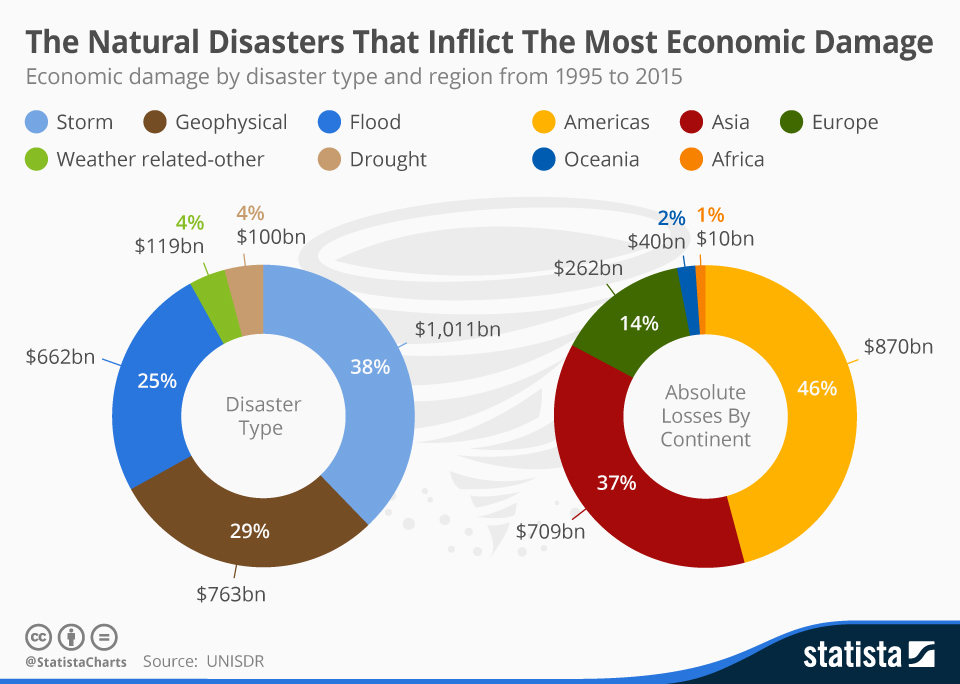 The Natural Disasters That Inflict The Most Economic Damage
Economic damage by disaster type and region from 1995 to 2015
Storm
Geophysical
Flood
Weather related-other
Drought
Americas
Asia
Europe
Oceania
Africa
4%
$119bn
4%
$100bn
$1,011bn
38%
$662bn
25%
Disaster
Type
29%
$763bn
2%
$40bn
1%
$10bn
$262bn
14%
$870bn
46%
Absolute
Losses By
Continent
37%
$709bn
cc
=
@StatistaCharts
Source: UNISDR
statista